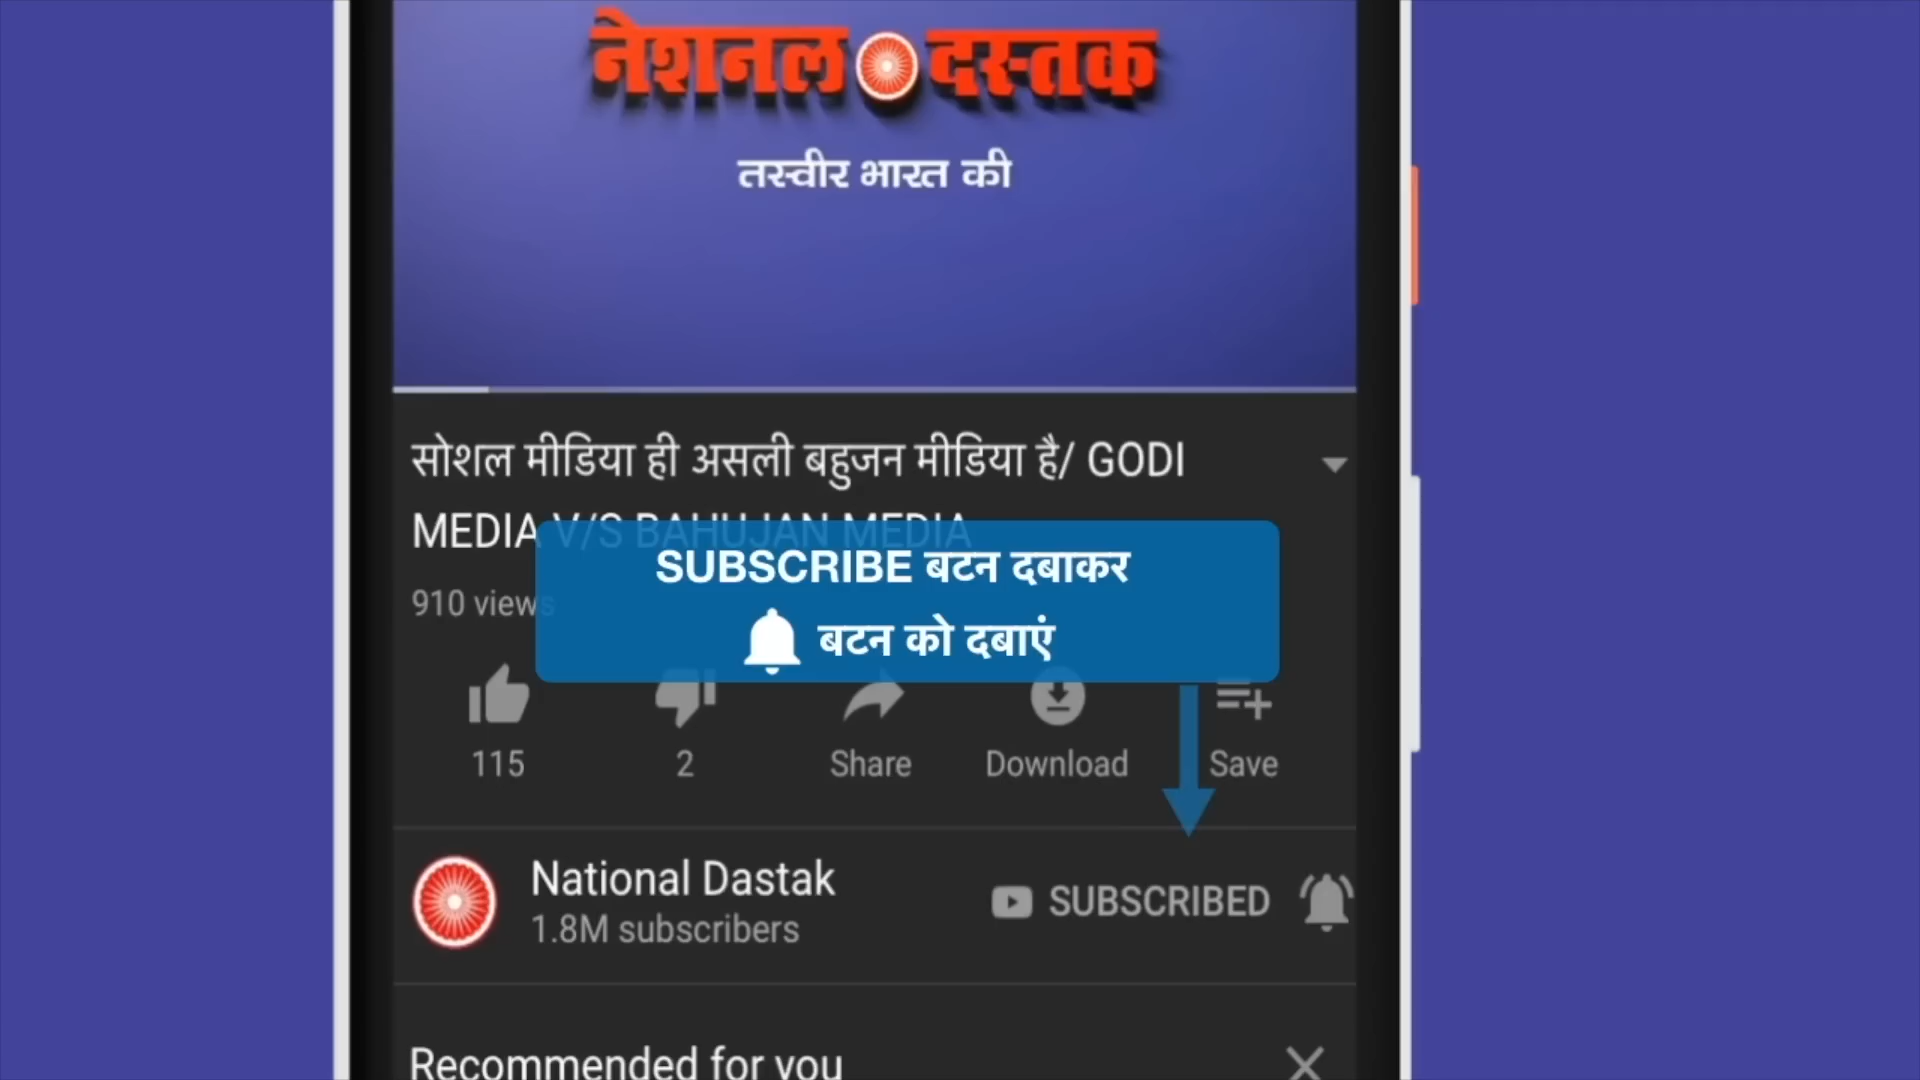 नेशनल दस्तक
तस्वीर भारत की
सोशल मीडिया ही असली बहुजन मीडिया है/ GODI
MEDIA V/S BAHUJAN MEDIA
910 views
SUBSCRIBE बटन दबाकर
बटन को दबाएं
115
2
Share
Download
Save
National Dastak
1.8M subscribers
SUBSCRIBED
Recommended for you